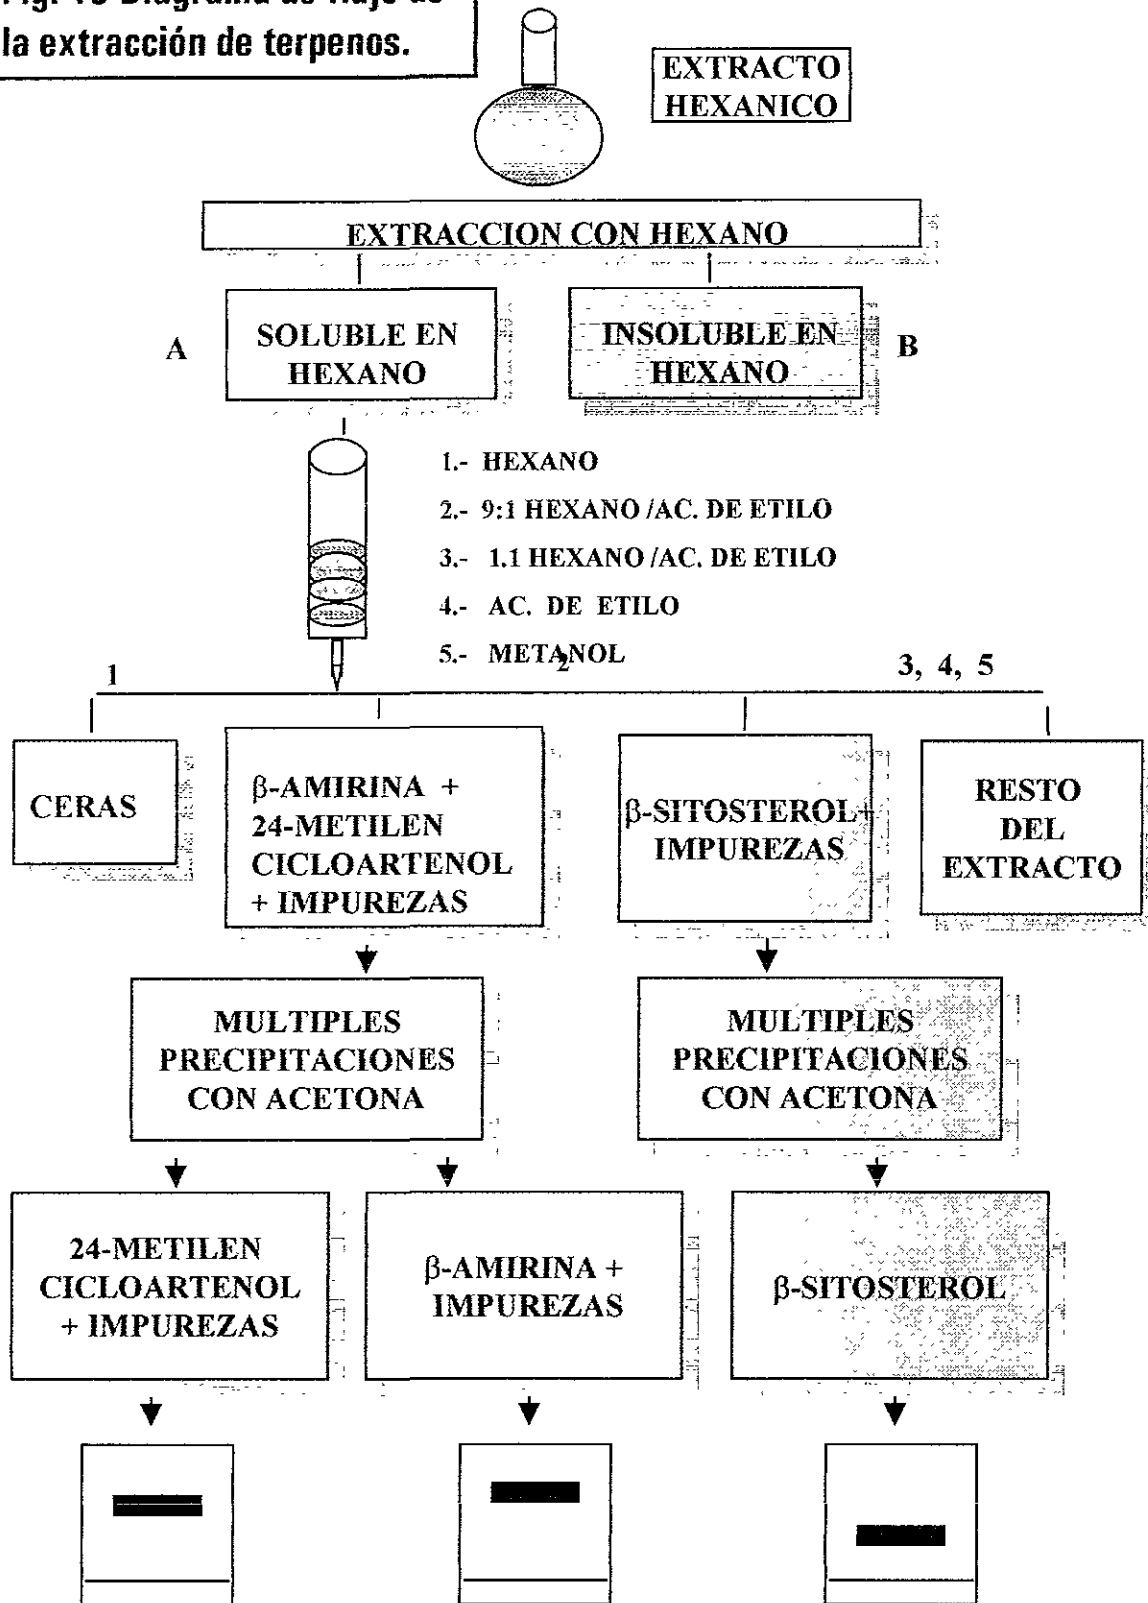 la extracción de terpenos.
EXTRACTO
HEXANICO
EXTRACCION CON HEXANO
A
SOLUBLE EN
HEXANO
INSOLUBLE EN
HEXANO
B
1.- HEXANO
2.- 9:1 HEXANO /AC. DE ETILO
3.- 1.1 HEXANO /AC. DE ETILO
4.- AC. DE ETILO
5.- METANOL
1
2
3, 4, 5
CERAS
β-AMIRINA +
24-METILEN
CICLOARTENOL
+ IMPUREZAS
β-SITOSTEROL+
IMPUREZAS
RESTO
DEL
EXTRACTO
MULTIPLES
PRECIPITACIONES
CON ACETONA
MULTIPLES
PRECIPITACIONES
CON ACETONA
24-METILEN
CICLOARTENOL
+ IMPUREZAS
β-AMIRINA +
IMPUREZAS
β-SITOSTEROL